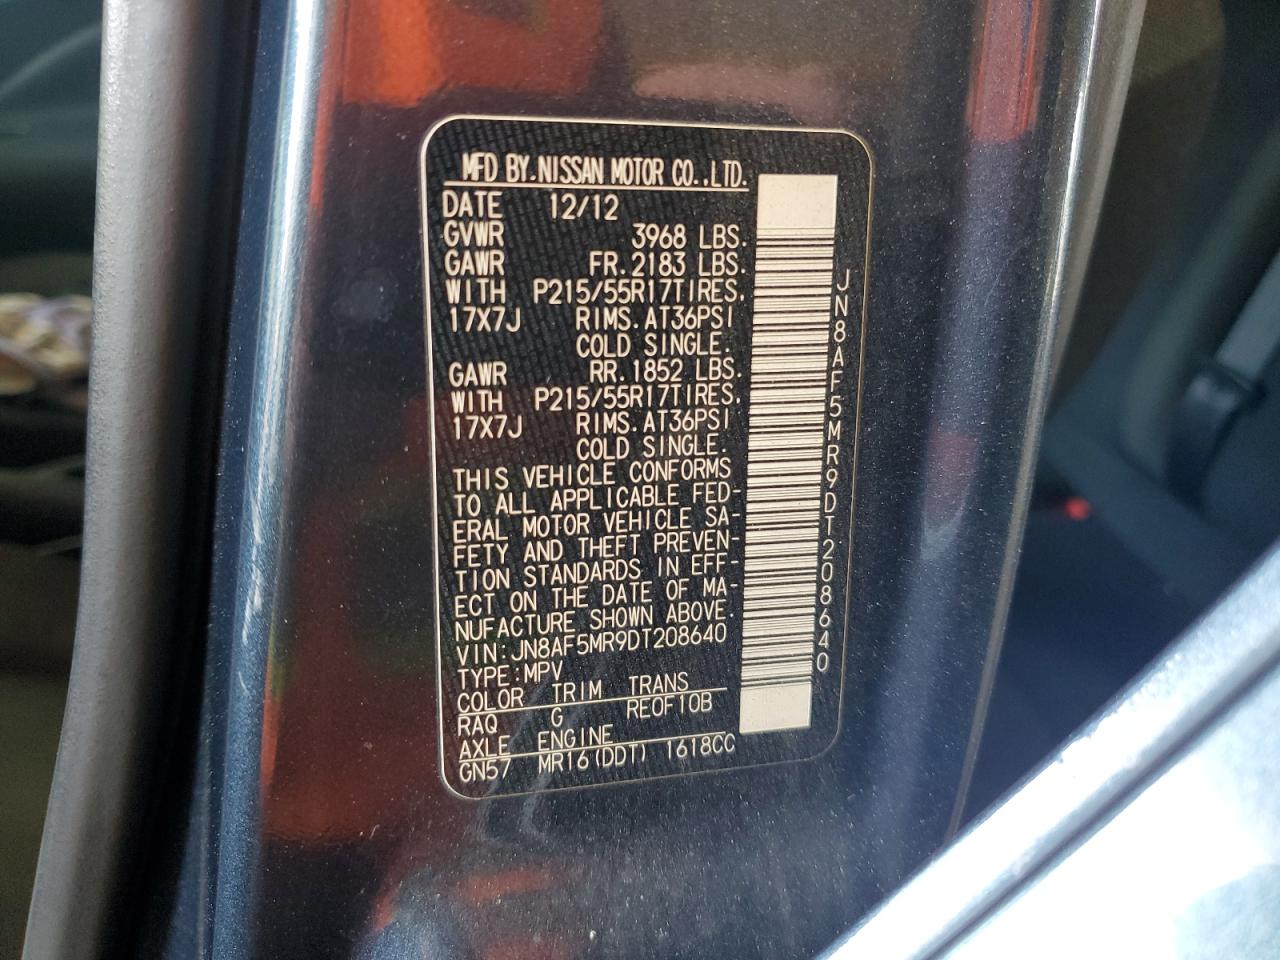 MFD BY.NISSAN MOTOR CO.,LTD.
DATE 12/12
GVWR 3968 LBS.
GAWR FR.2183 LBS.
WITH P215/55R17TIRES.
17X7J RIMS.AT36PSI
COLD SINGLE.
GAWR RR.1852 LBS.
WITH P215/55R17TIRES.
17X7J RIMS.AT36PSI
COLD SINGLE.
THIS VEHICLE CONFORMS
TO ALL APPLICABLE FED-
ERAL MOTOR VEHICLE SA-
FETY AND THEFT PREVEN-
TION STANDARDS IN EFF-
ECT ON THE DATE OF MA-
NUFACTURE SHOWN ABOVE
VIN:JN8AF5MR9DT208640
TYPE:MPV
COLOR TRIM TRANS
RAQ G RE0F10B
AXLE ENGINE
GN57 MR16(DDT) 1618CC
JN8AF5MR9DT208640